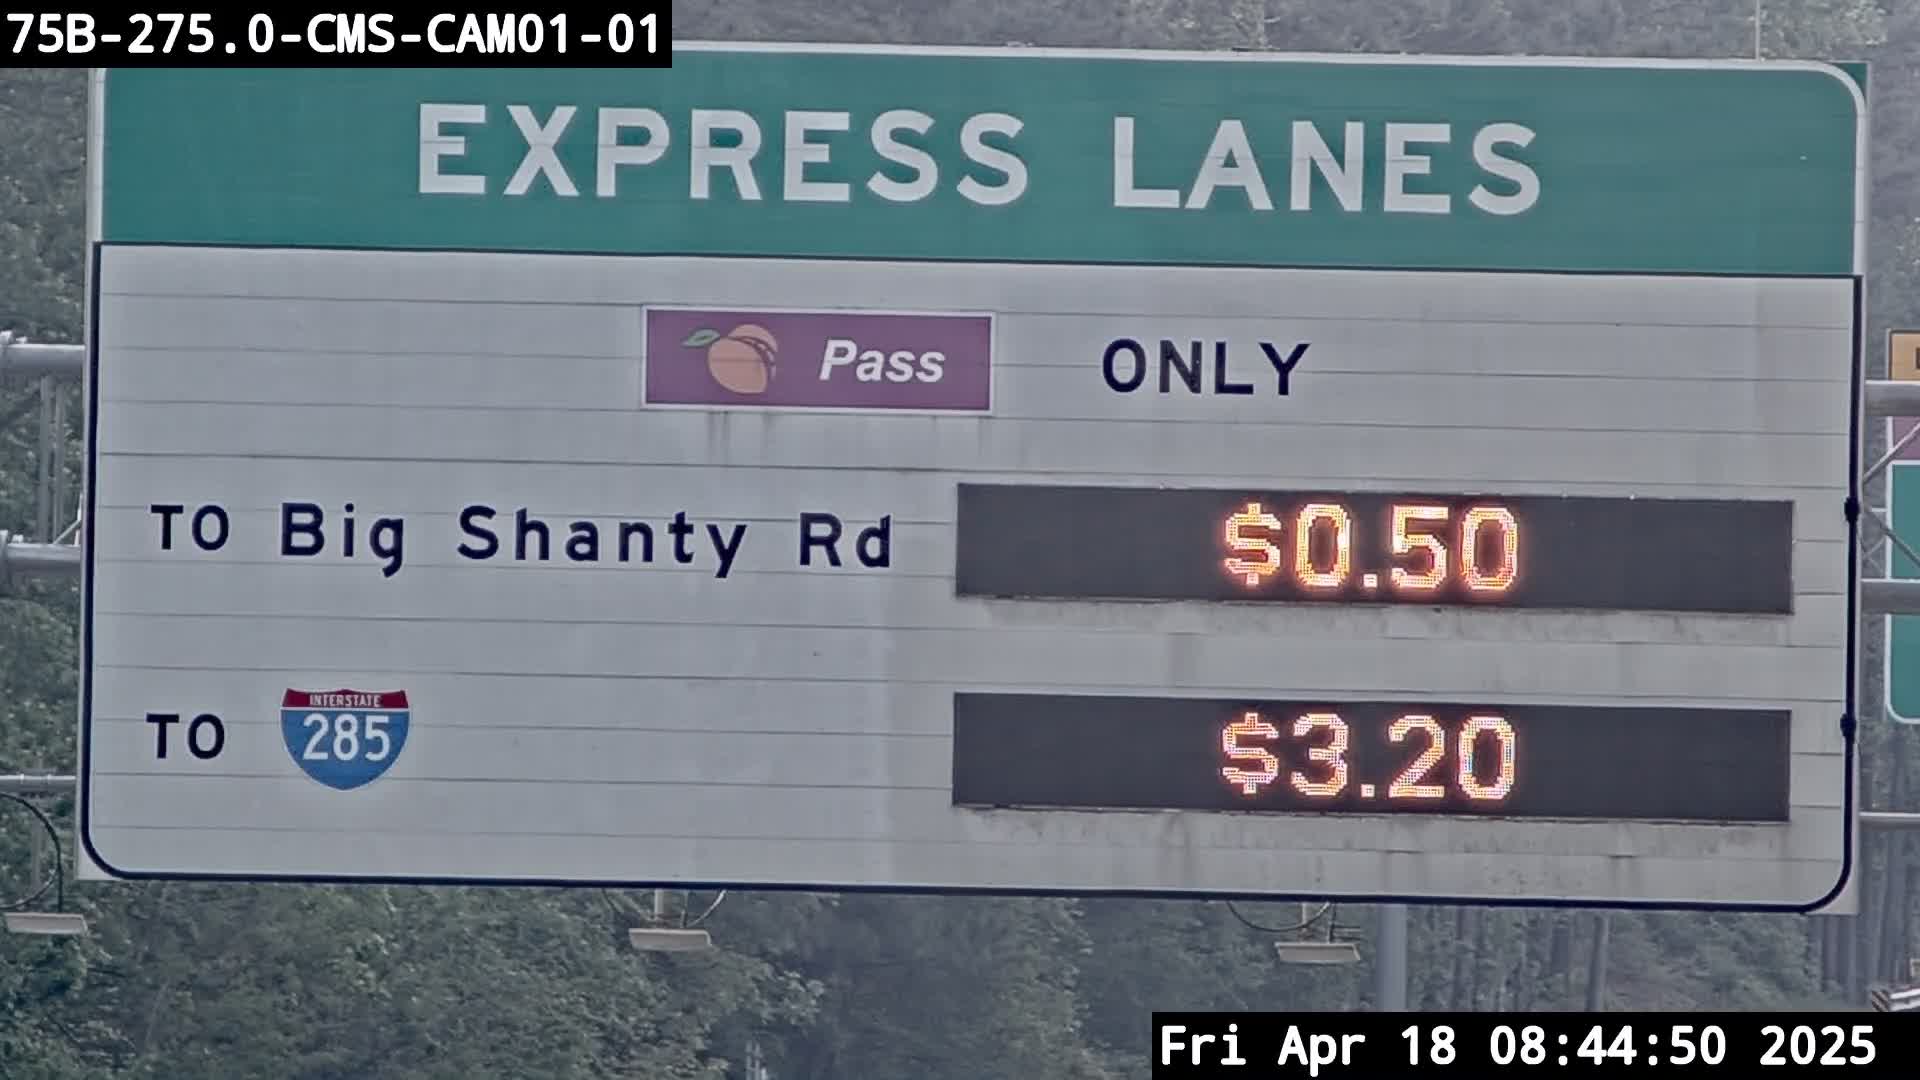 75B-275.0-CMS-CAM01-01
EXPRESS LANES
Pass ONLY
TO Big Shanty Rd $0.50
TO INTERSTATE 285 $3.20
Fri Apr 18 08:44:50 2025